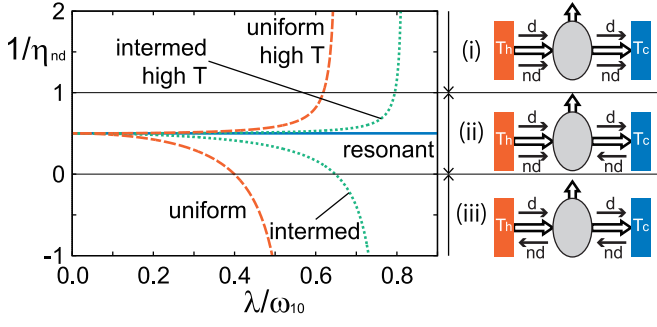 2
1
0
-1
1/η_nd
0.0
0.2
0.4
0.6
0.8
λ/ω_10
uniform
high T
intermed
high T
resonant
uniform
intermed
(i)
T_h
d
nd
d
nd
T_c
(ii)
T_h
d
nd
d
nd
T_c
(iii)
T_h
d
nd
d
nd
T_c